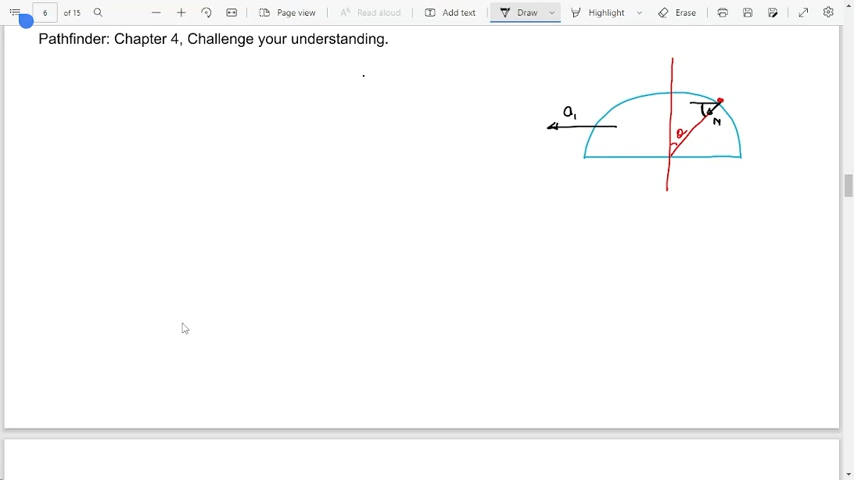 6 of 15 Page view Read aloud Add text Draw Highlight Erase
Pathfinder: Chapter 4, Challenge your understanding.
a₁
θ
N